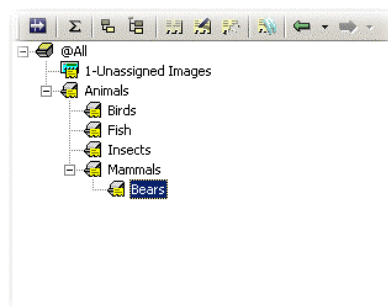 Σ
@All
1-Unassigned Images
Animals
Birds
Fish
Insects
Mammals
Bears